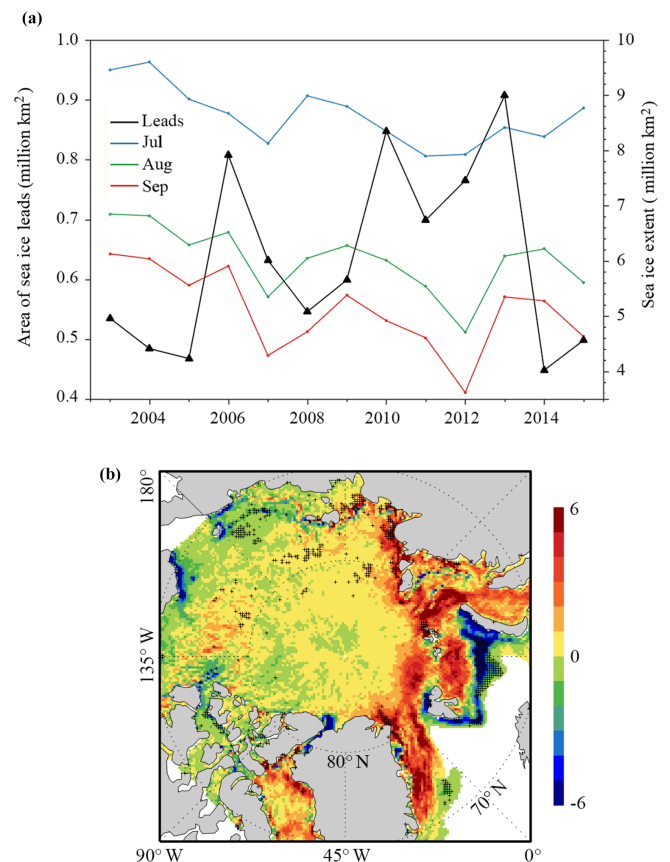 (a)
1.0
0.9
0.8
0.7
0.6
0.5
0.4
Area of sea ice leads (million km²)
Leads
Jul
Aug
Sep
10
9
8
7
6
5
4
Sea ice extent ( million km²)
2004
2006
2008
2010
2012
2014
(b)
180°
135° W
90° W
45° W
0°
80° N
70° N
6
0
-6